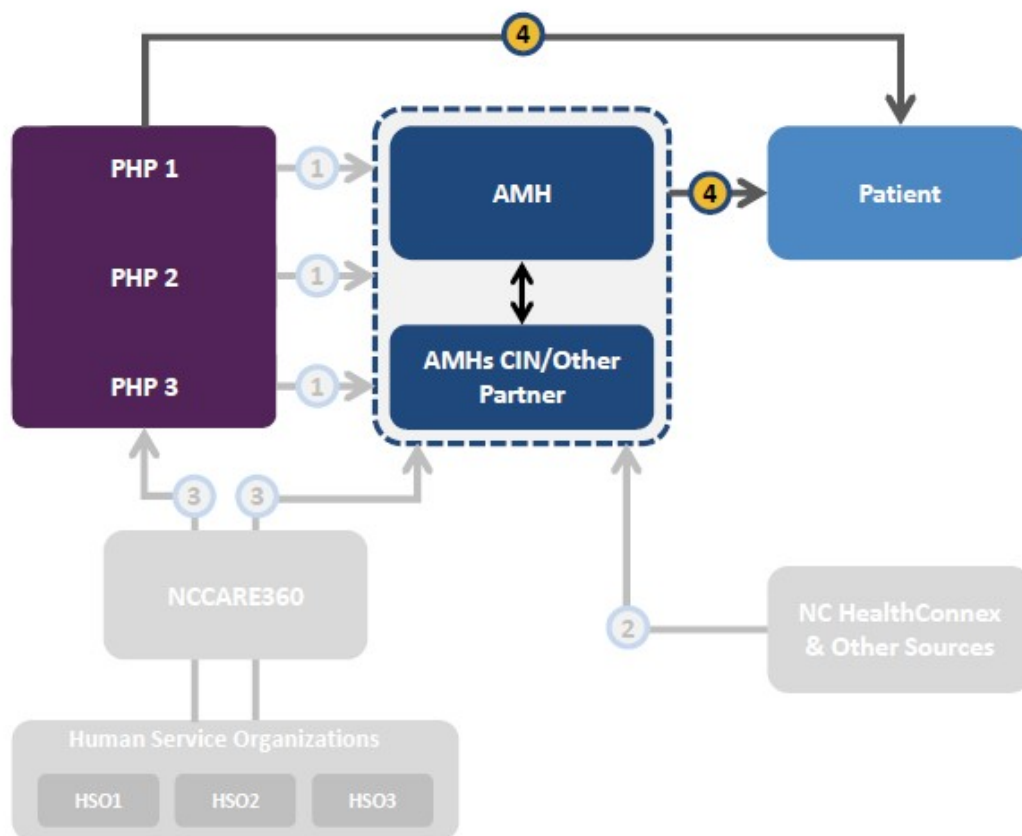 4
PHP 1
1
AMH
4
Patient
PHP 2
1
PHP 3
1
AMHs CIN/Other
Partner
3
3
NCCARE360
2
NC HealthConnex
& Other Sources
Human Service Organizations
HSO1
HSO2
HSO3